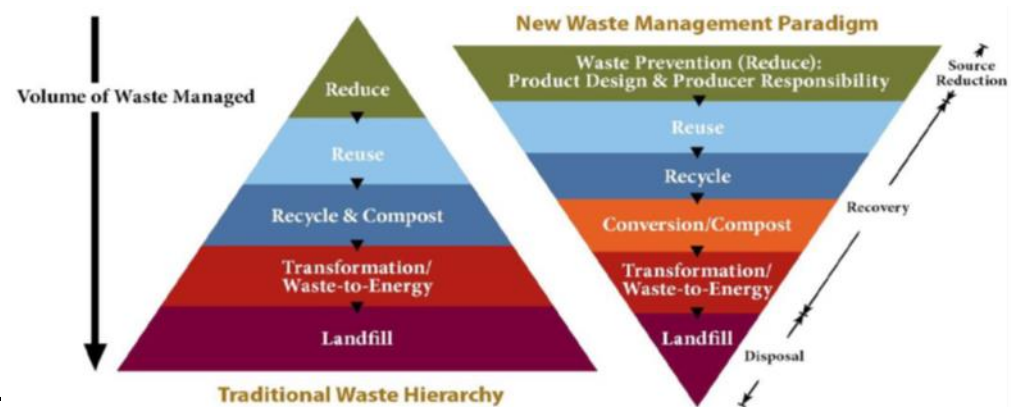 New Waste Management Paradigm
Volume of Waste Managed
Reduce
Reuse
Recycle & Compost
Transformation/
Waste-to-Energy
Landfill
Traditional Waste Hierarchy
Waste Prevention (Reduce):
Product Design & Producer Responsibility
Reuse
Recycle
Conversion/Compost
Transformation/
Waste-to-Energy
Landfill
Source
Reduction
Recovery
Disposal